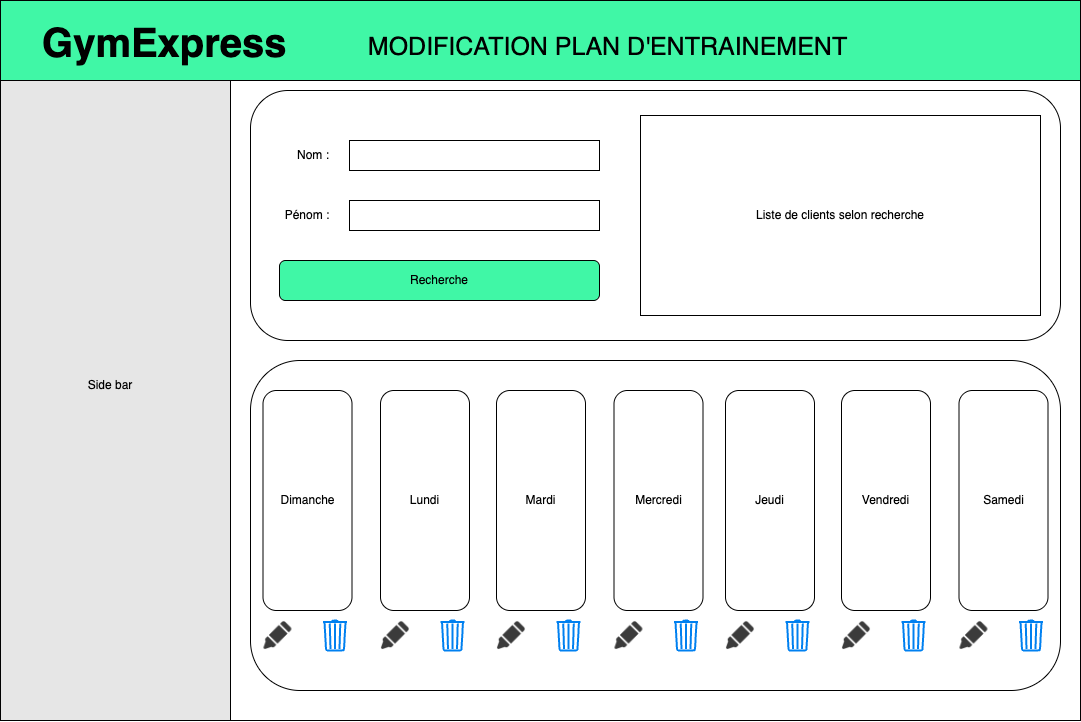 GymExpress
MODIFICATION PLAN D'ENTRAINEMENT
Nom :
Pénom :
Recherche
Liste de clients selon recherche
Side bar
Dimanche
Lundi
Mardi
Mercredi
Jeudi
Vendredi
Samedi